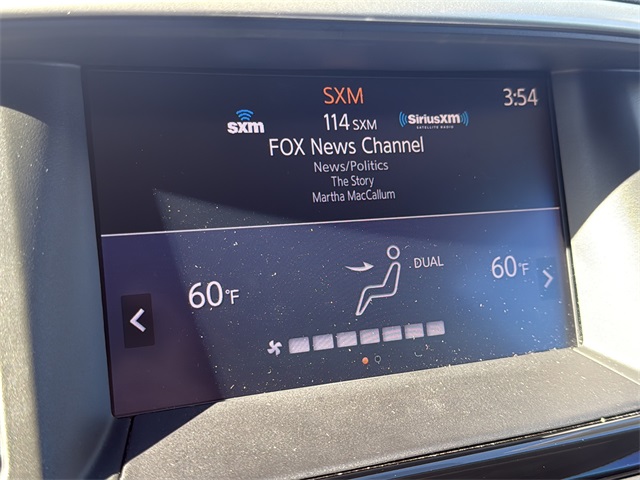 SXM 3:54
sxm 114 SXM SiriusXM
SATELLITE RADIO
FOX News Channel
News/Politics
The Story
Martha MacCallum
60°F DUAL 60°F